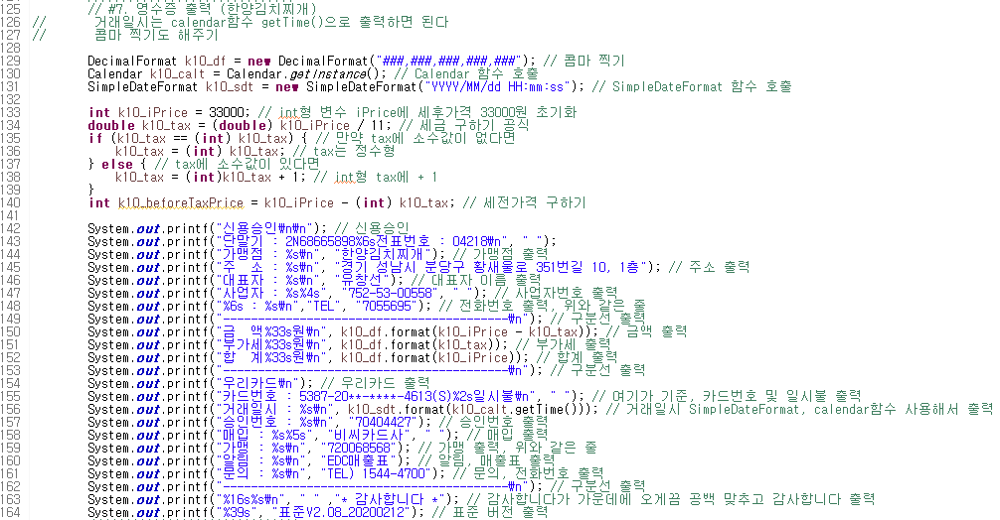 125 // #7. 영수증 출력 (한양김치찌개)
126 // 거래일시는 calendar함수 getTime()으로 출력하면 된다
127 // 콤마 찍기도 해주기
128
129 DecimalFormat k10_df = new DecimalFormat("###,###,###,###,###"); // 콤마 찍기
130 Calendar k10_calt = Calendar.getInstance(); // Calendar 함수 호출
131 SimpleDateFormat k10_sdt = new SimpleDateFormat("YYYY/MM/dd HH:mm:ss"); // SimpleDateFormat 함수 호출
132
133 int k10_iPrice = 33000; // int형 변수 iPrice에 세후가격 33000원 초기화
134 double k10_tax = (double) k10_iPrice / 11; // 세금 구하기 공식
135 if (k10_tax == (int) k10_tax) { // 만약 tax에 소수값이 없다면
136 k10_tax = (int) k10_tax; // tax는 정수형
137 } else { // tax에 소수값이 있다면
138 k10_tax = (int)k10_tax + 1; // int형 tax에 + 1
139 }
140 int k10_beforeTaxPrice = k10_iPrice - (int) k10_tax; // 세전가격 구하기
141
142 System.out.printf("신용승인\n\n"); // 신용승인
143 System.out.printf("단말기 : 2N68665898%6s전표번호 : 04218\n", " ");
144 System.out.printf("가맹점 : %s\n", "한양김치찌개"); // 가맹점 출력
145 System.out.printf("주 소 : %s\n", "경기 성남시 분당구 황새울로 351번길 10, 1층"); // 주소 출력
146 System.out.printf("대표자 : %s\n", "유창선"); // 대표자 이름 출력
147 System.out.printf("사업자 : %s%4s", "752-53-00558", " "); // 사업자번호 출력
148 System.out.printf("%6s : %s\n","TEL", "7055695"); // 전화번호 출력, 위와 같은 줄
149 System.out.printf("-----------------------------------------\n"); // 구분선 출력
150 System.out.printf("금 액%33s원\n", k10_df.format(k10_iPrice - k10_tax)); // 금액 출력
151 System.out.printf("부가세%33s원\n", k10_df.format(k10_tax)); // 부가세 출력
152 System.out.printf("합 계%33s원\n", k10_df.format(k10_iPrice)); // 합계 출력
153 System.out.printf("-----------------------------------------\n"); // 구분선 출력
154 System.out.printf("우리카드\n"); // 우리카드 출력
155 System.out.printf("카드번호 : 5387-20**-****-4613(S)%2s일시불\n", " "); // 여기가 기준, 카드번호 및 일시불 출력
156 System.out.printf("거래일시 : %s\n", k10_sdt.format(k10_calt.getTime())); // 거래일시 SimpleDateFormat, calendar함수 사용해서 출력
157 System.out.printf("승인번호 : %s\n", "70404427"); // 승인번호 출력
158 System.out.printf("매입 : %s%5s", "비씨카드사", " "); // 매입 출력
159 System.out.printf("가맹 : %s\n", "720068568"); // 가맹 출력, 위와 같은 줄
160 System.out.printf("알림 : %s\n", "EDC매출표"); // 알림, 매출표 출력
161 System.out.printf("문의 : %s\n", "TEL) 1544-4700"); // 문의, 전화번호 출력
162 System.out.printf("-----------------------------------------\n"); // 구분선 출력
163 System.out.printf("%16s%s\n", " " ,"* 감사합니다 *"); // 감사합니다가 가운데에 오게끔 공백 맞추고 감사합니다 출력
164 System.out.printf("%39s", "표준V2.08_20200212"); // 표준 버전 출력